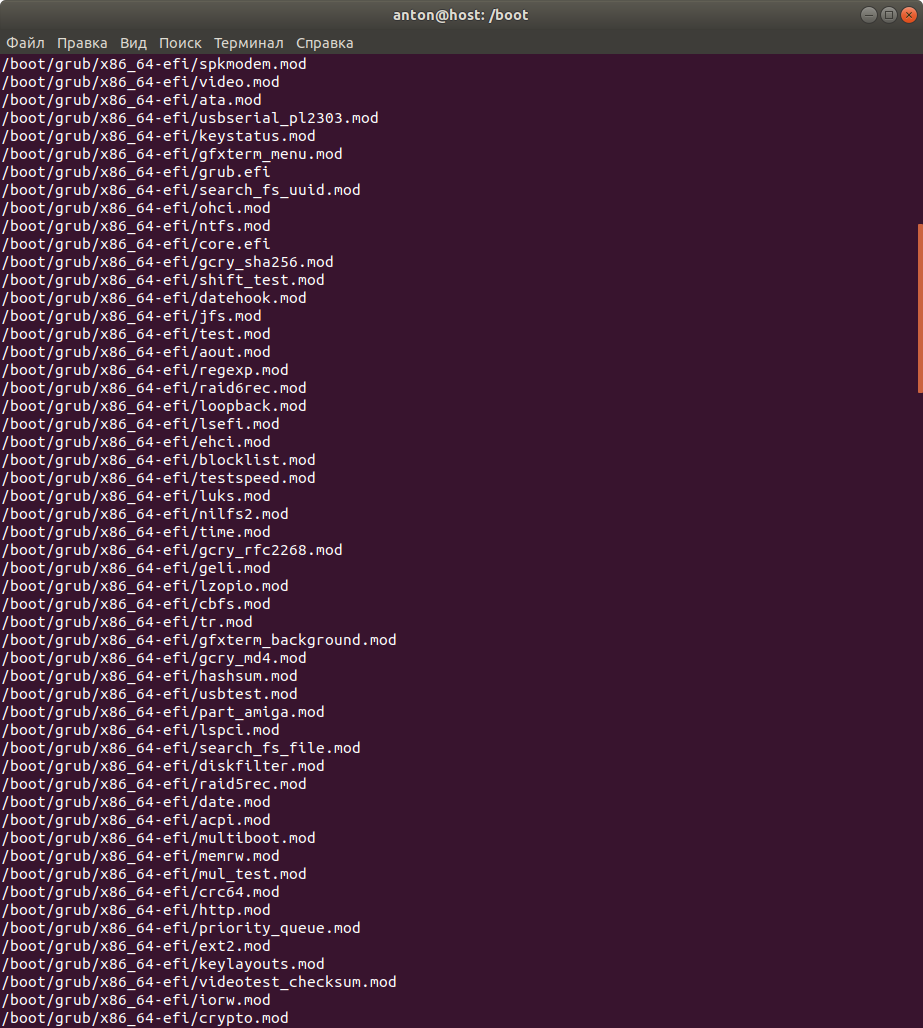 anton@host: /boot
Файл Правка Вид Поиск Терминал Справка
/boot/grub/x86_64-efi/spkmodem.mod
/boot/grub/x86_64-efi/video.mod
/boot/grub/x86_64-efi/ata.mod
/boot/grub/x86_64-efi/usbserial_pl2303.mod
/boot/grub/x86_64-efi/keystatus.mod
/boot/grub/x86_64-efi/gfxterm_menu.mod
/boot/grub/x86_64-efi/grub.efi
/boot/grub/x86_64-efi/search_fs_uuid.mod
/boot/grub/x86_64-efi/ohci.mod
/boot/grub/x86_64-efi/ntfs.mod
/boot/grub/x86_64-efi/core.efi
/boot/grub/x86_64-efi/gcry_sha256.mod
/boot/grub/x86_64-efi/shift_test.mod
/boot/grub/x86_64-efi/datehook.mod
/boot/grub/x86_64-efi/jfs.mod
/boot/grub/x86_64-efi/test.mod
/boot/grub/x86_64-efi/aout.mod
/boot/grub/x86_64-efi/regexp.mod
/boot/grub/x86_64-efi/raid6rec.mod
/boot/grub/x86_64-efi/loopback.mod
/boot/grub/x86_64-efi/lsefi.mod
/boot/grub/x86_64-efi/ehci.mod
/boot/grub/x86_64-efi/blocklist.mod
/boot/grub/x86_64-efi/testspeed.mod
/boot/grub/x86_64-efi/luks.mod
/boot/grub/x86_64-efi/nilfs2.mod
/boot/grub/x86_64-efi/time.mod
/boot/grub/x86_64-efi/gcry_rfc2268.mod
/boot/grub/x86_64-efi/geli.mod
/boot/grub/x86_64-efi/lzopio.mod
/boot/grub/x86_64-efi/cbfs.mod
/boot/grub/x86_64-efi/tr.mod
/boot/grub/x86_64-efi/gfxterm_background.mod
/boot/grub/x86_64-efi/gcry_md4.mod
/boot/grub/x86_64-efi/hashsum.mod
/boot/grub/x86_64-efi/usbtest.mod
/boot/grub/x86_64-efi/part_amiga.mod
/boot/grub/x86_64-efi/lspci.mod
/boot/grub/x86_64-efi/search_fs_file.mod
/boot/grub/x86_64-efi/diskfilter.mod
/boot/grub/x86_64-efi/raid5rec.mod
/boot/grub/x86_64-efi/date.mod
/boot/grub/x86_64-efi/acpi.mod
/boot/grub/x86_64-efi/multiboot.mod
/boot/grub/x86_64-efi/memrw.mod
/boot/grub/x86_64-efi/mul_test.mod
/boot/grub/x86_64-efi/crc64.mod
/boot/grub/x86_64-efi/http.mod
/boot/grub/x86_64-efi/priority_queue.mod
/boot/grub/x86_64-efi/ext2.mod
/boot/grub/x86_64-efi/keylayouts.mod
/boot/grub/x86_64-efi/videotest_checksum.mod
/boot/grub/x86_64-efi/iorw.mod
/boot/grub/x86_64-efi/crypto.mod